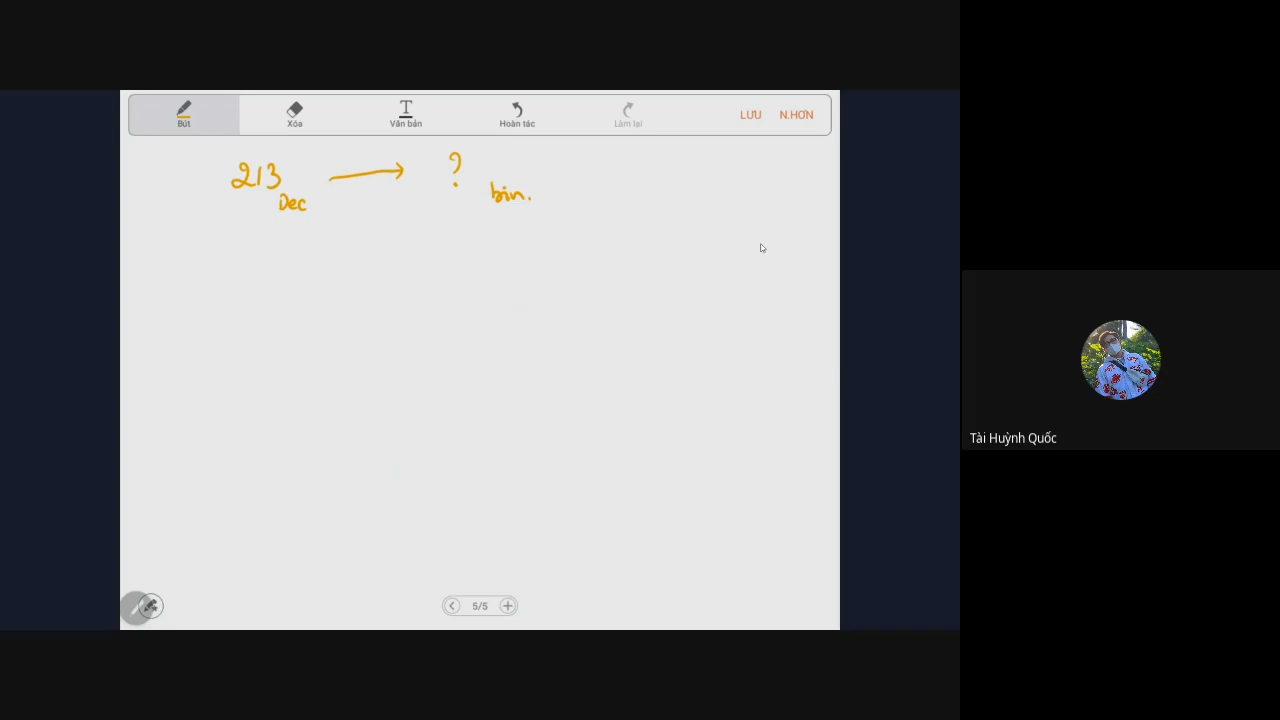 Bút Xóa Văn bản Hoàn tác Làm lại LƯU N.HƠN
213 Dec → ? bin.
Tài Huỳnh Quốc
5/5